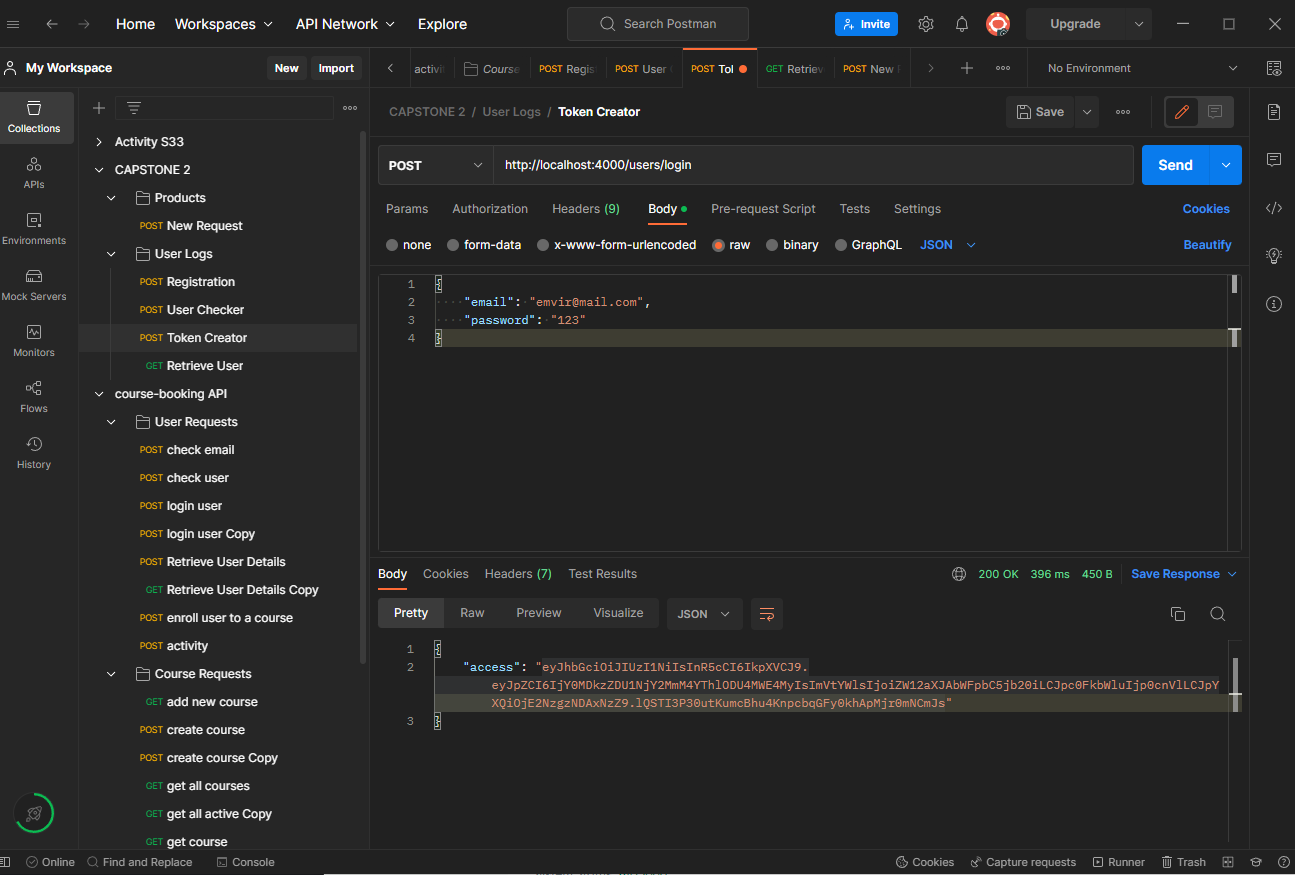 Home Workspaces API Network Explore Search Postman Invite Upgrade
My Workspace New Import
activi Course POST Regis POST User POST Tol GET Retriev POST New No Environment
Collections
APIs
Environments
Mock Servers
Monitors
Flows
History
Activity S33
CAPSTONE 2
Products
POST New Request
User Logs
POST Registration
POST User Checker
POST Token Creator
GET Retrieve User
course-booking API
User Requests
POST check email
POST check user
POST login user
POST login user Copy
POST Retrieve User Details
GET Retrieve User Details Copy
POST enroll user to a course
POST activity
Course Requests
GET add new course
POST create course
POST create course Copy
GET get all courses
GET get all active Copy
GET get course
CAPSTONE 2 / User Logs / Token Creator Save
POST http://localhost:4000/users/login Send
Params Authorization Headers (9) Body Pre-request Script Tests Settings Cookies
none form-data x-www-form-urlencoded raw binary GraphQL JSON Beautify
1 {
2 "email": "emvir@mail.com",
3 "password": "123"
4 }
Body Cookies Headers (7) Test Results 200 OK 396 ms 450 B Save Response
Pretty Raw Preview Visualize JSON
1 {
2 "access": "eyJhbGciOiJIUzI1NiIsInR5cCI6IkpXVCJ9.
eyJpZCI6IjY0MDkzZDU1NjY2MmM4YThlODU4MWE4MyIsImVtYWlsIjoiZW12aXJAbWFpbC5jb20iLCJpc0FkbWluIjp0cnVlLCJpY
XQiOjE2NzgzNDAxNzZ9.lQSTI3P30utKumcBhu4KnpcbqGFy0khApMjr0mNCmJs"
3 }
Online Find and Replace Console Cookies Capture requests Runner Trash